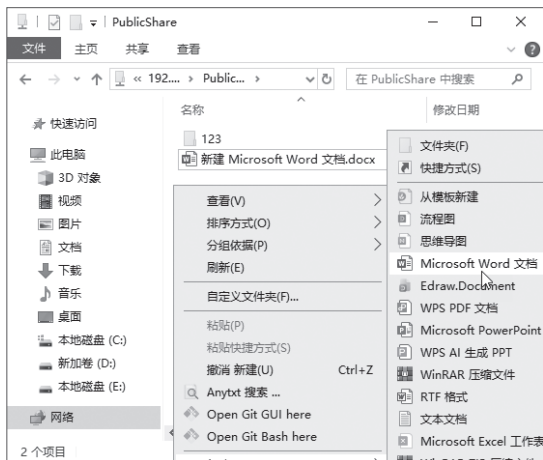 PublicShare
文件 主页 共享 查看
« 192.... › Public... › 在 PublicShare 中搜索
名称 修改日期
快速访问
此电脑
3D 对象
视频
图片
文档
下载
音乐
桌面
本地磁盘 (C:)
新加卷 (D:)
本地磁盘 (E:)
网络
2 个项目
123
新建 Microsoft Word 文档.docx
查看(V)
排序方式(O)
分组依据(P)
刷新(E)
自定义文件夹(F)...
粘贴(P)
粘贴快捷方式(S)
撤消 新建(U) Ctrl+Z
Anytxt 搜索 ...
Open Git GUI here
Open Git Bash here
文件夹(F)
快捷方式(S)
从模板新建
流程图
思维导图
Microsoft Word 文档
Edraw.Document
WPS PDF 文档
Microsoft PowerPoint
WPS AI 生成 PPT
WinRAR 压缩文件
RTF 格式
文本文档
Microsoft Excel 工作表